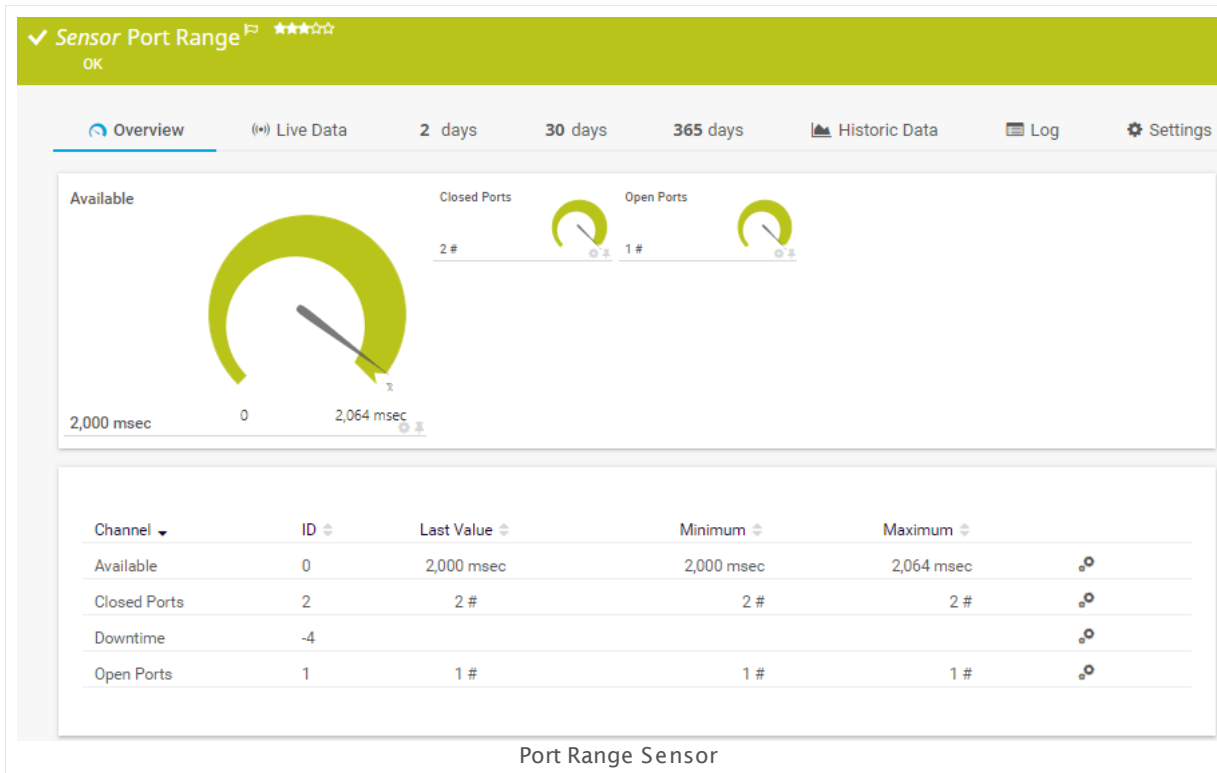 Sensor Port Range
OK
Overview Live Data 2 days 30 days 365 days Historic Data Log Settings
Available
Closed Ports
Open Ports
2 #
1 #
0
2,064 msec
2,000 msec
Channel ID Last Value Minimum Maximum
Available 0 2,000 msec 2,000 msec 2,064 msec
Closed Ports 2 2 # 2 # 2 #
Downtime -4
Open Ports 1 1 # 1 # 1 #
Port Range Sensor